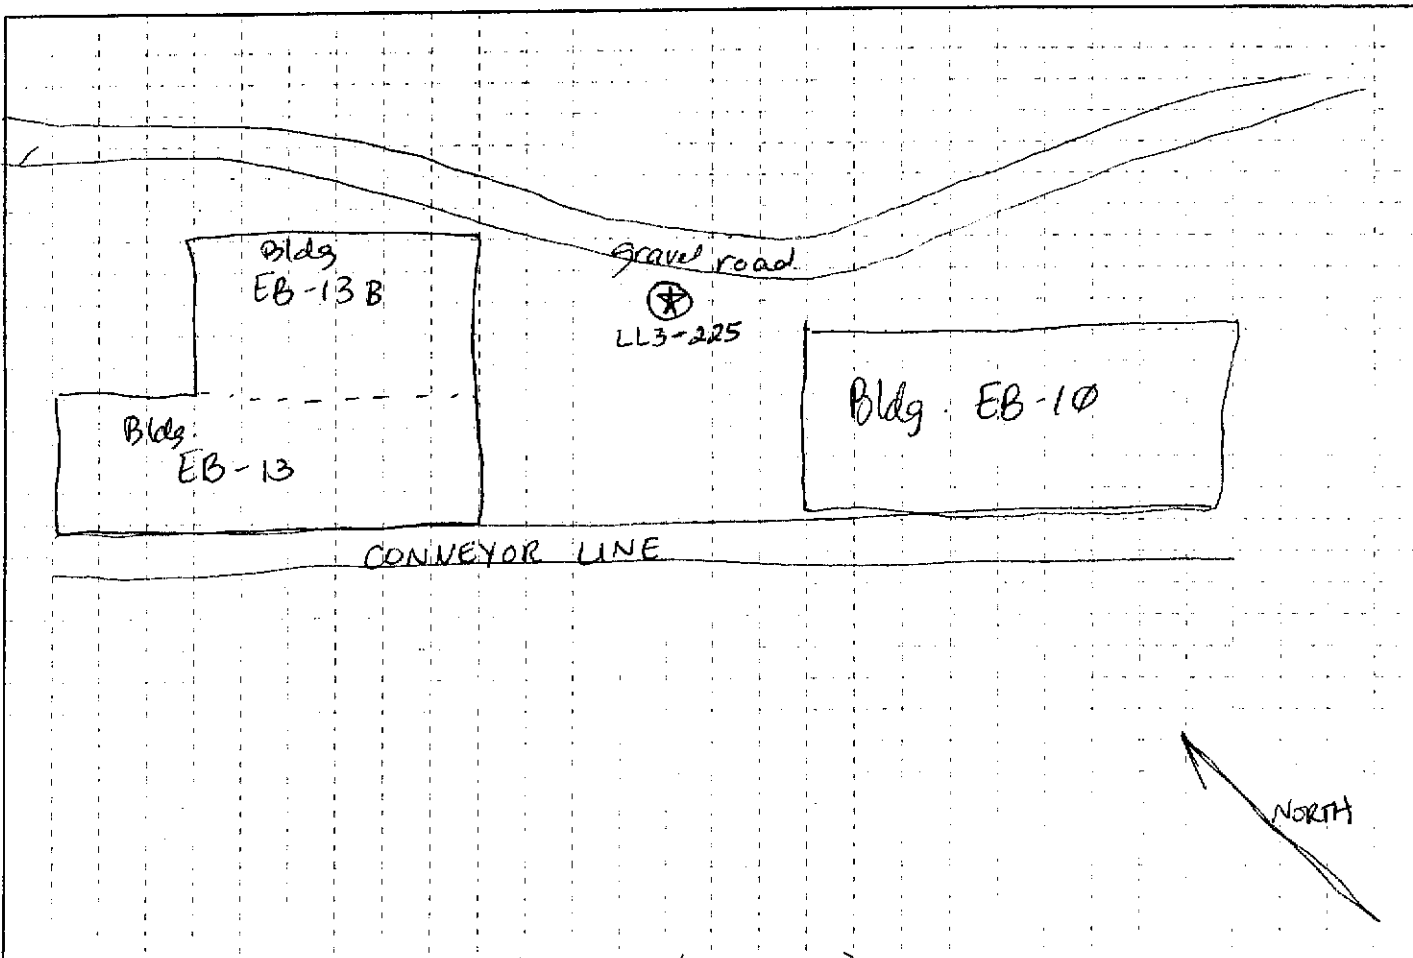 Bldg
EB-13B
gravel road
LL3-225
Bldg. EB-10
Bldg.
EB-13
CONVEYOR LINE
NORTH